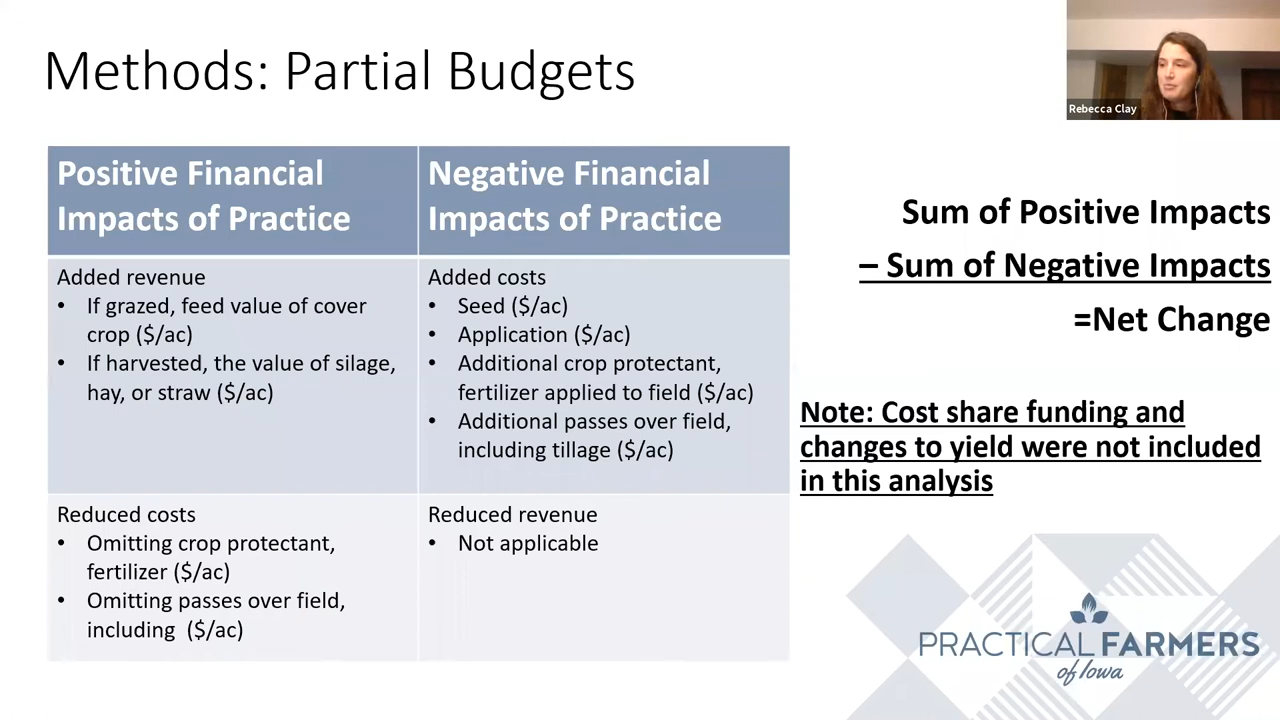 Methods: Partial Budgets
Rebecca Clay
Positive Financial
Impacts of Practice
Negative Financial
Impacts of Practice
Added revenue
• If grazed, feed value of cover
crop ($/ac)
• If harvested, the value of silage,
hay, or straw ($/ac)
Added costs
• Seed ($/ac)
• Application ($/ac)
• Additional crop protectant,
fertilizer applied to field ($/ac)
• Additional passes over field,
including tillage ($/ac)
Reduced costs
• Omitting crop protectant,
fertilizer ($/ac)
• Omitting passes over field,
including ($/ac)
Reduced revenue
• Not applicable
Sum of Positive Impacts
– Sum of Negative Impacts
=Net Change
Note: Cost share funding and
changes to yield were not included
in this analysis
PRACTICAL FARMERS
of Iowa